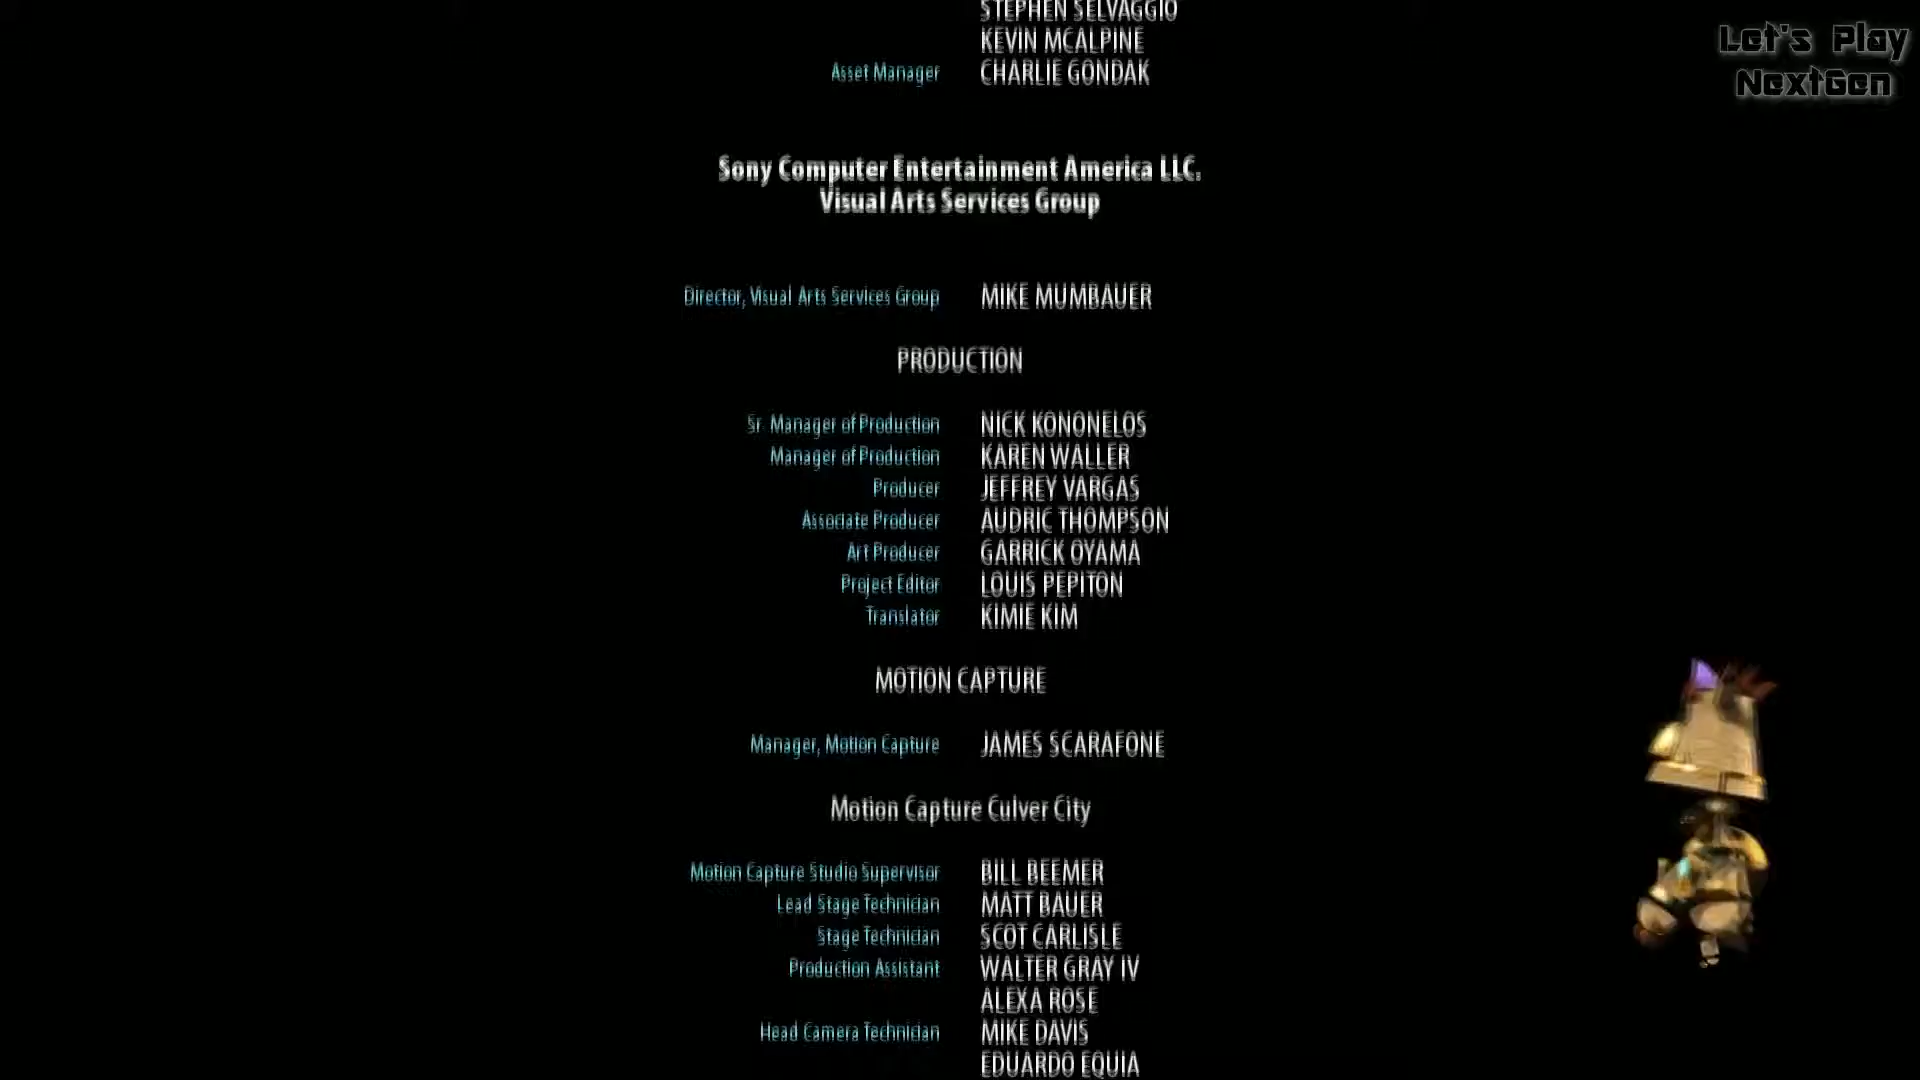 STEPHEN SELVAGGIO
KEVIN MCALPINE
Asset Manager CHARLIE GONDAK
Let's Play
NextGen
Sony Computer Entertainment America LLC.
Visual Arts Services Group
Director, Visual Arts Services Group MIKE MUMBAUER
PRODUCTION
Sr. Manager of Production NICK KONONELOS
Manager of Production KAREN WALLER
Producer JEFFREY VARGAS
Associate Producer AUDRIC THOMPSON
Art Producer GARRICK OYAMA
Project Editor LOUIS PEPITON
Translator KIMIE KIM
MOTION CAPTURE
Manager, Motion Capture JAMES SCARAFONE
Motion Capture Culver City
Motion Capture Studio Supervisor BILL BEEMER
Lead Stage Technician MATT BAUER
Stage Technician SCOT CARLISLE
Production Assistant WALTER GRAY IV
ALEXA ROSE
Head Camera Technician MIKE DAVIS
EDUARDO EQUIA